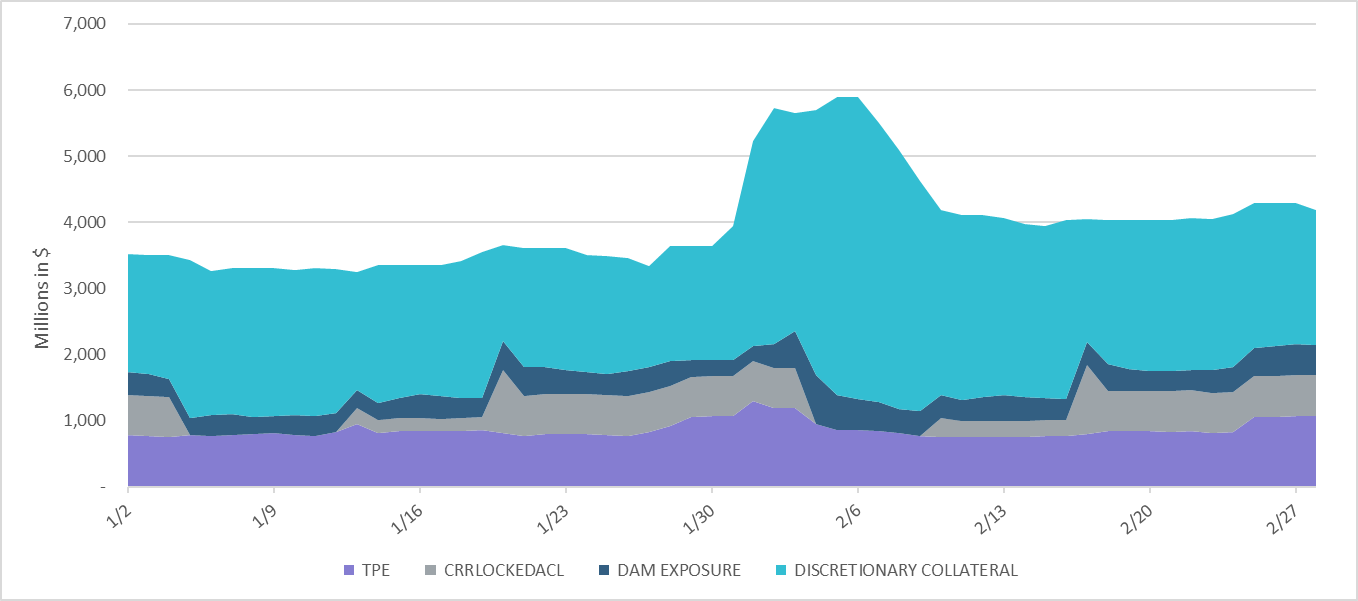 7,000
6,000
5,000
4,000
3,000
2,000
1,000
-
Millions in $
1/2 1/9 1/16 1/23 1/30 2/6 2/13 2/20 2/27
TPE CRRLOCKEDACL DAM EXPOSURE DISCRETIONARY COLLATERAL